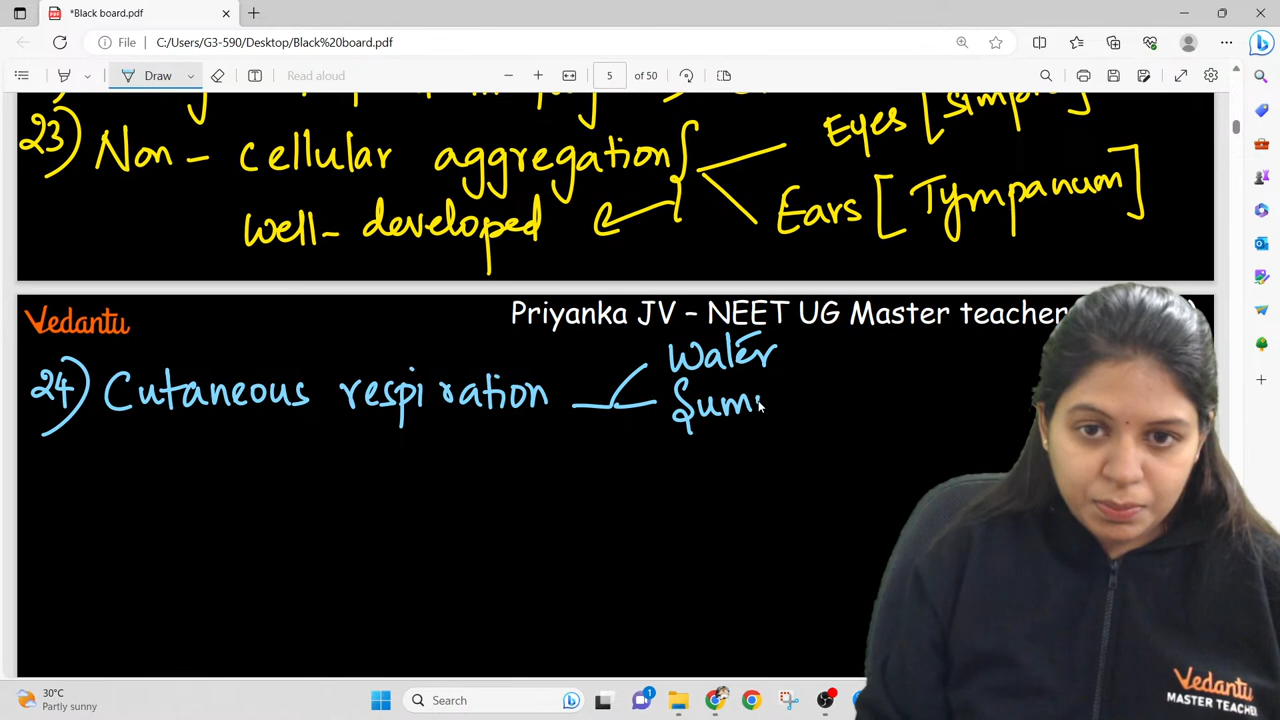 *Black board.pdf
File C:/Users/G3-590/Desktop/Black%20board.pdf
Draw Read aloud 5 of 50
23) Non - cellular aggregation Eyes [Simple]
well - developed Ears [Tympanum]
Vedantu Priyanka JV – NEET UG Master teacher
24) Cutaneous respiration Water
Sum
Vedantu
MASTER TEACHER
30°C
Partly sunny
Search
1